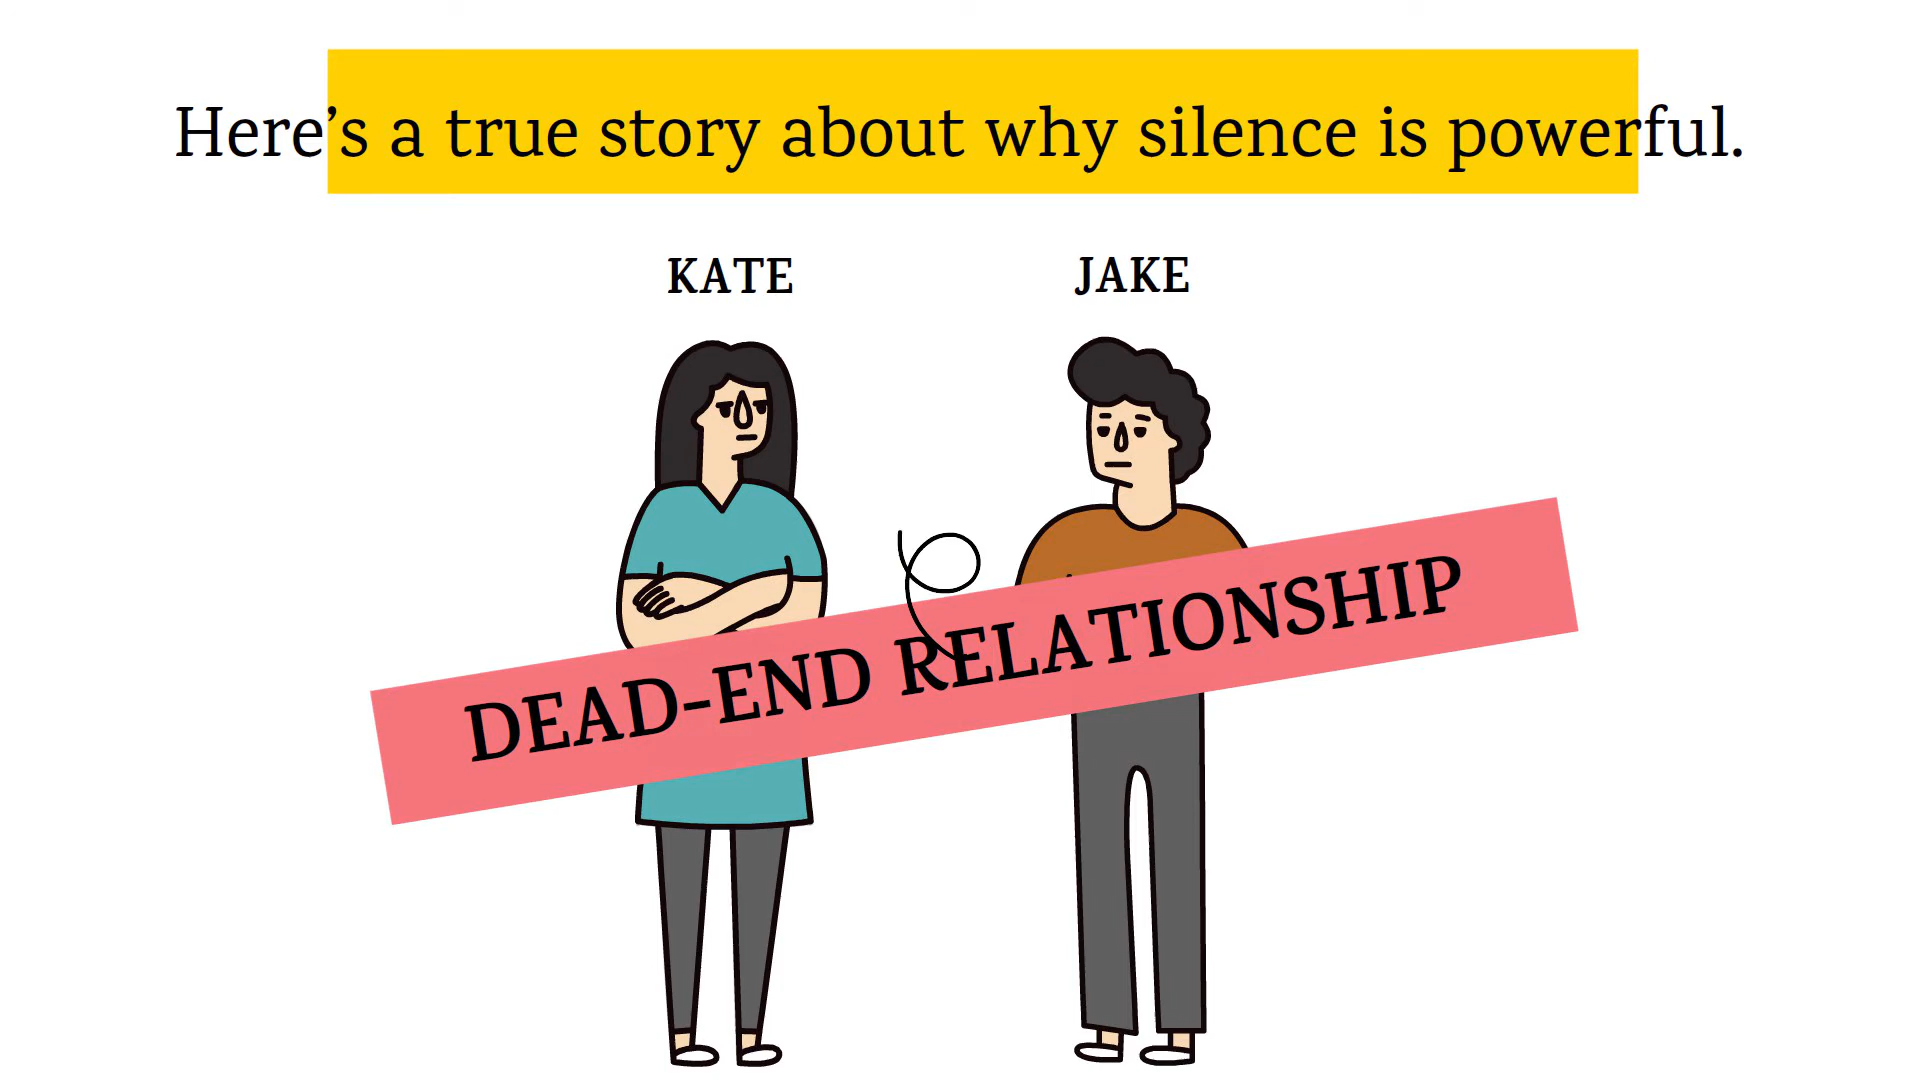 Here’s a true story about why silence is powerful.
KATE
JAKE
DEAD-END RELATIONSHIP